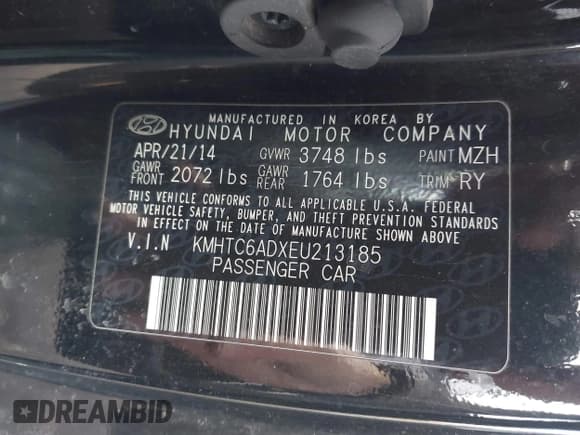 MANUFACTURED IN KOREA BY
HYUNDAI MOTOR COMPANY
APR/21/14 GVWR 3748 lbs PAINT MZH
GAWR FRONT 2072 lbs GAWR REAR 1764 lbs TRIM RY
THIS VEHICLE CONFORMS TO ALL APPLICABLE U.S.A. FEDERAL
MOTOR VEHICLE SAFETY, BUMPER, AND THEFT PREVENTION STANDARDS
IN EFFECT ON THE DATE OF MANUFACTURE SHOWN ABOVE.
V.I.N KMHTC6ADXEU213185
PASSENGER CAR
DREAMBID